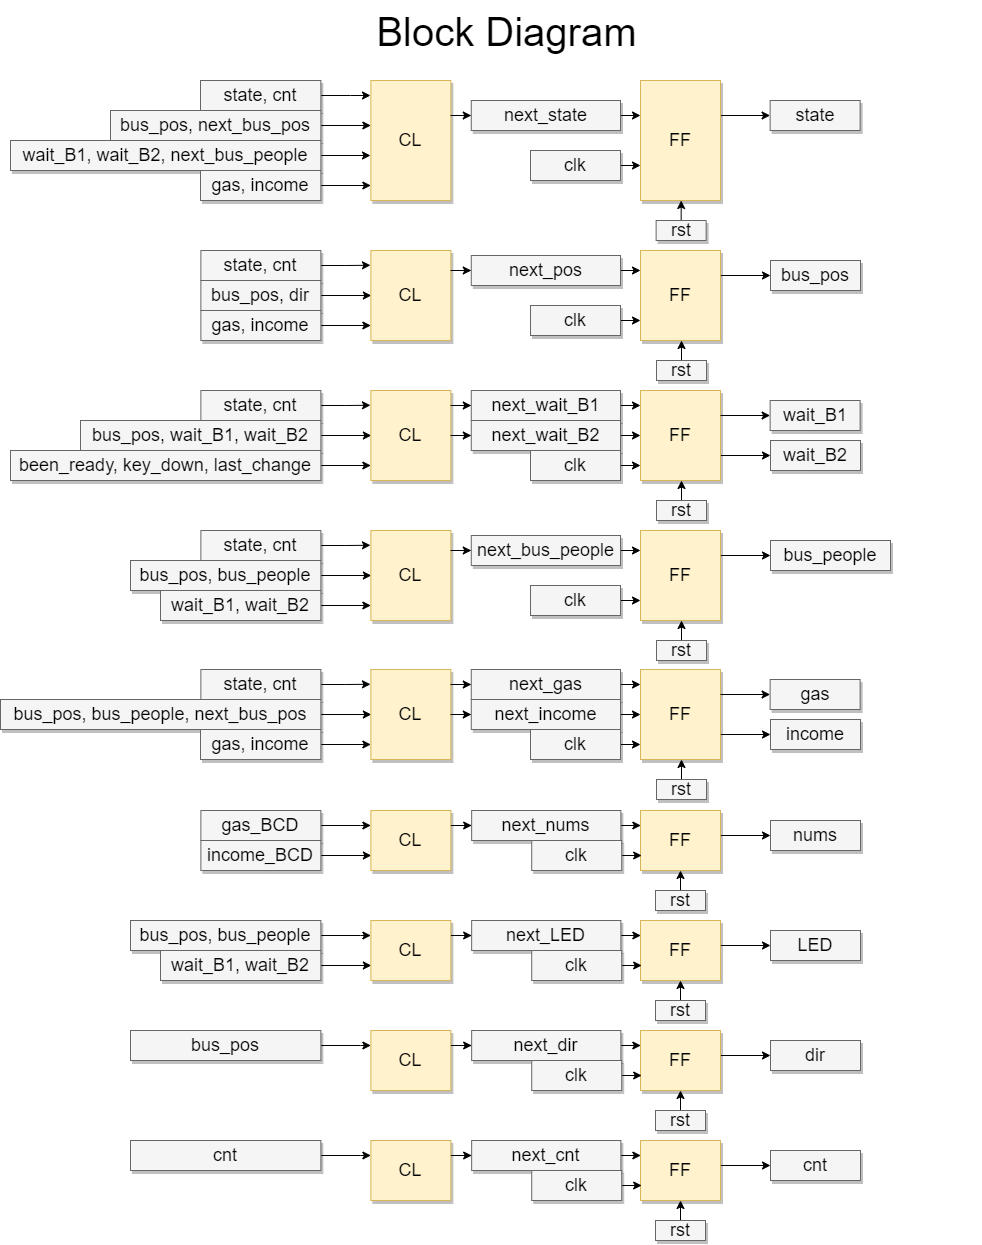 Block Diagram
state, cnt
bus_pos, next_bus_pos
wait_B1, wait_B2, next_bus_people
gas, income
CL
next_state
clk
FF
rst
state
state, cnt
bus_pos, dir
gas, income
CL
next_pos
clk
FF
rst
bus_pos
state, cnt
bus_pos, wait_B1, wait_B2
been_ready, key_down, last_change
CL
next_wait_B1
next_wait_B2
clk
FF
rst
wait_B1
wait_B2
state, cnt
bus_pos, bus_people
wait_B1, wait_B2
CL
next_bus_people
clk
FF
rst
bus_people
state, cnt
bus_pos, bus_people, next_bus_pos
gas, income
CL
next_gas
next_income
clk
FF
rst
gas
income
gas_BCD
income_BCD
CL
next_nums
clk
FF
rst
nums
bus_pos, bus_people
wait_B1, wait_B2
CL
next_LED
clk
FF
rst
LED
bus_pos
CL
next_dir
clk
FF
rst
dir
cnt
CL
next_cnt
clk
FF
rst
cnt